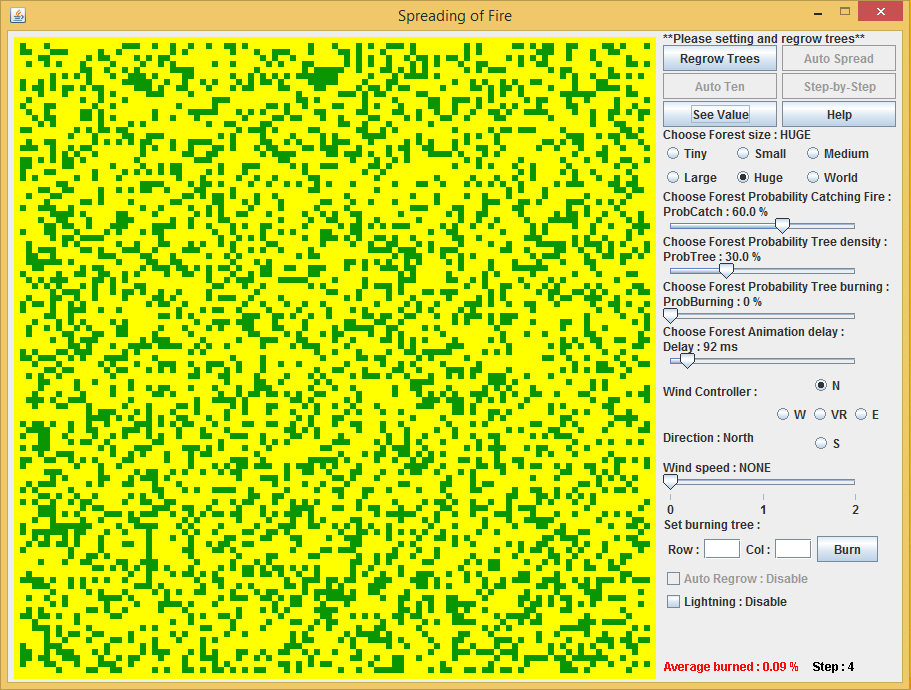 Spreading of Fire
**Please setting and regrow trees**
Regrow Trees Auto Spread
Auto Ten Step-by-Step
See Value Help
Choose Forest size : HUGE
Tiny Small Medium
Large Huge World
Choose Forest Probability Catching Fire :
ProbCatch : 60.0 %
Choose Forest Probability Tree density :
ProbTree : 30.0 %
Choose Forest Probability Tree burning :
ProbBurning : 0 %
Choose Forest Animation delay :
Delay : 92 ms
N
Wind Controller :
W VR E
Direction : North
S
Wind speed : NONE
0 1 2
Set burning tree :
Row : Col : Burn
Auto Regrow : Disable
Lightning : Disable
Average burned : 0.09 % Step : 4